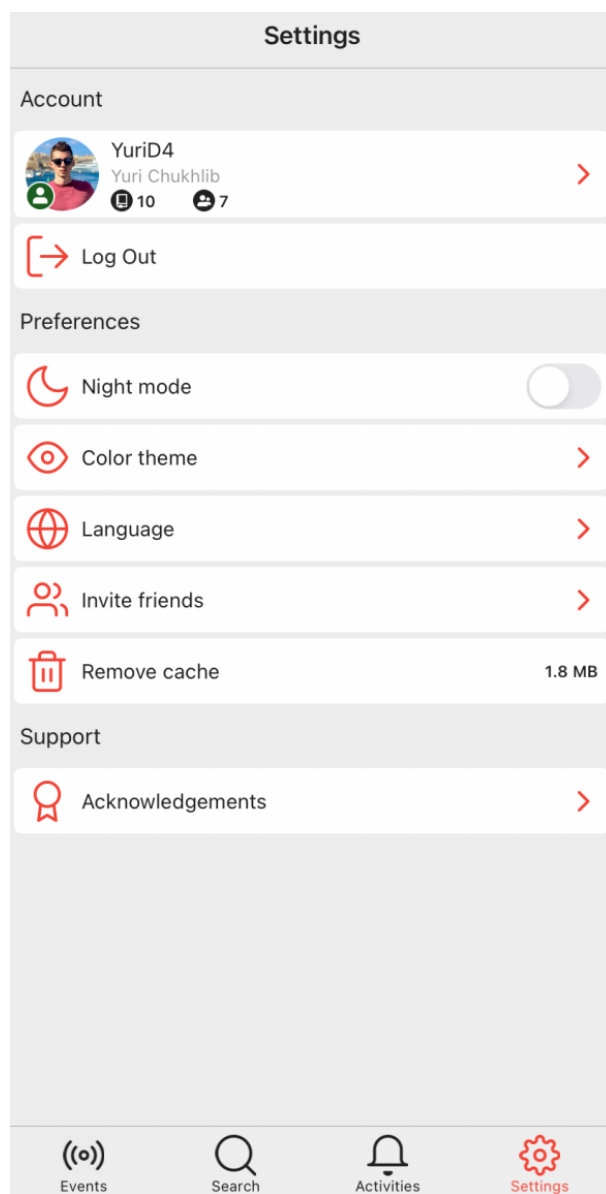 Settings
Account
YuriD4
Yuri Chukhlib
10 7
Log Out
Preferences
Night mode
Color theme
Language
Invite friends
Remove cache 1.8 MB
Support
Acknowledgements
Events Search Activities Settings